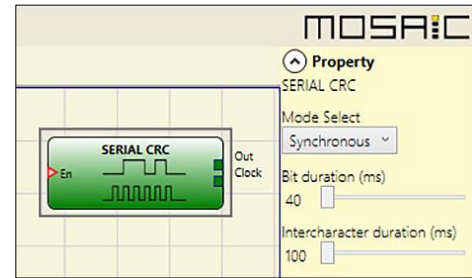 MOSAIC
Property
SERIAL CRC
Mode Select
Synchronous
Bit duration (ms)
40
Intercharacter duration (ms)
100
SERIAL CRC
En
Out
Clock